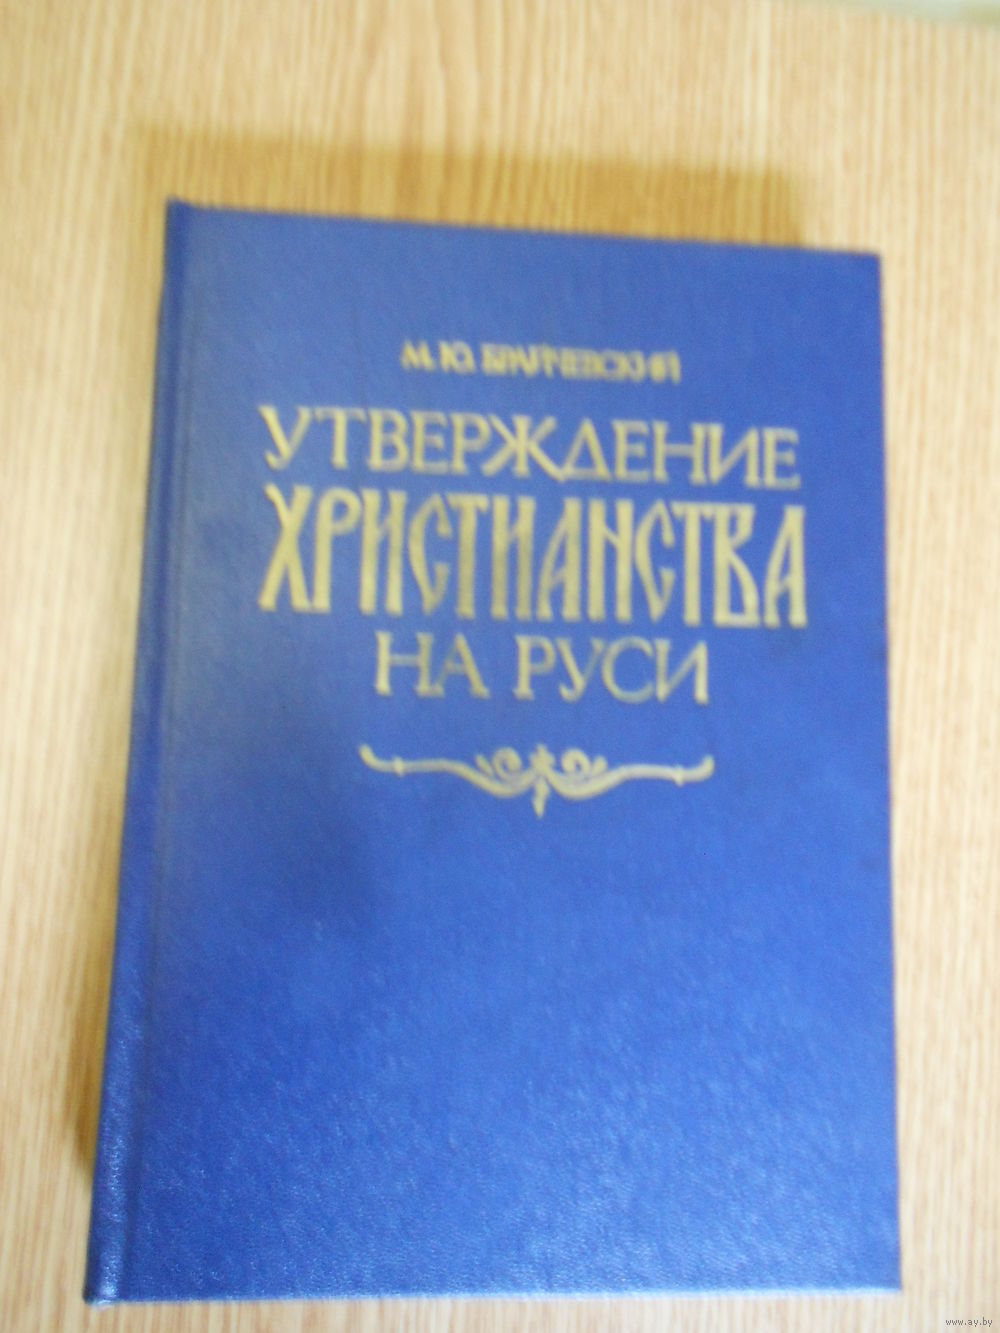 М. Ю. БРАЙЧЕВСКИЙ
УТВЕРЖДЕНИЕ
ХРИСТИАНСТВА
НА РУСИ
www.ay.by